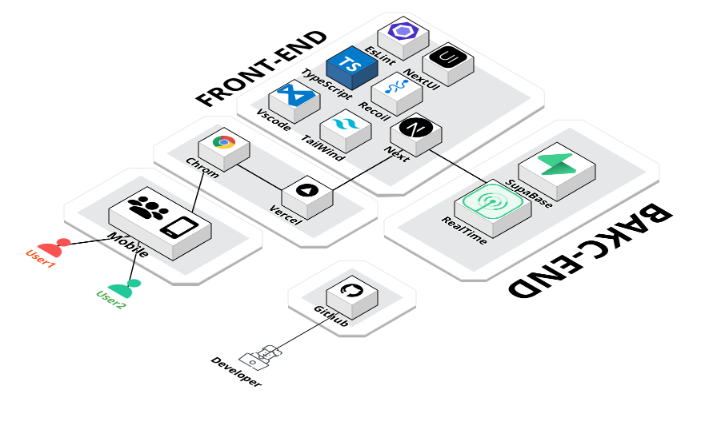 FRONT-END
EsLint
NextUI
UI
TypeScript
TS
Recoil
Vscode
TailWind
Next
N
Chrom
Vercel
SupaBase
RealTime
BAKC-END
Mobile
User1
User2
Github
Developer